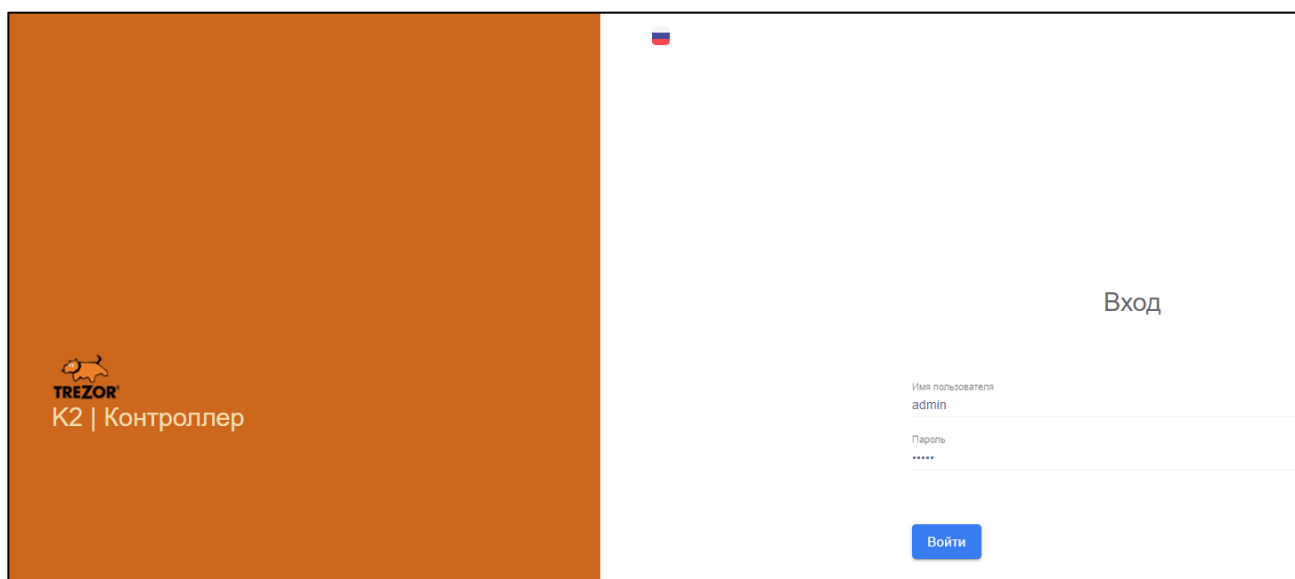 TREZOR®
K2 | Контроллер
Вход
Имя пользователя
admin
Пароль
•••••
Войти